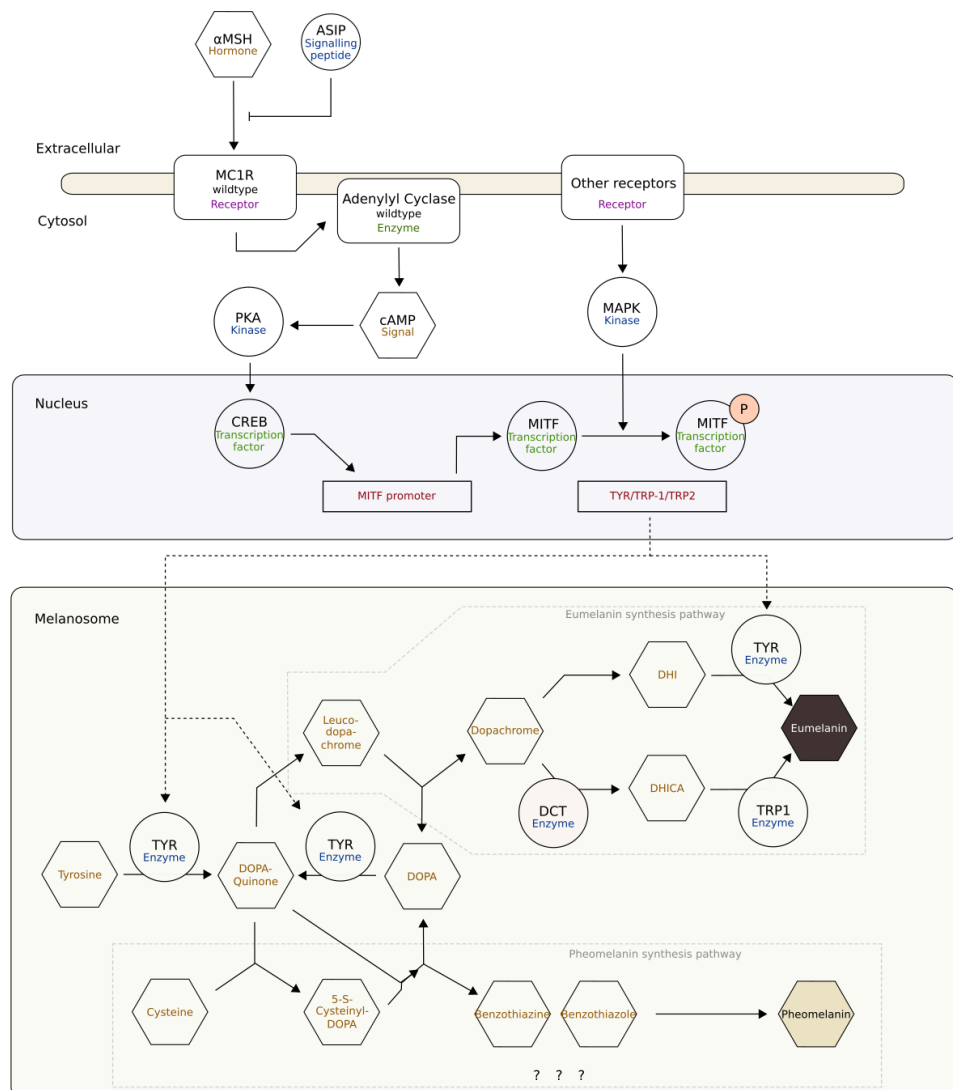 αMSH
Hormone
ASIP
Signalling
peptide
Extracellular
MC1R
wildtype
Receptor
Adenylyl Cyclase
wildtype
Enzyme
Other receptors
Receptor
Cytosol
PKA
Kinase
cAMP
Signal
MAPK
Kinase
Nucleus
CREB
Transcription
factor
MITF
Transcription
factor
MITF
Transcription
factor
P
MITF promoter
TYR/TRP-1/TRP2
Melanosome
Eumelanin synthesis pathway
TYR
Enzyme
DHI
Leuco-
dopa-
chrome
Dopachrome
Eumelanin
DHICA
DCT
Enzyme
TRP1
Enzyme
TYR
Enzyme
TYR
Enzyme
Tyrosine
DOPA-
Quinone
DOPA
Pheomelanin synthesis pathway
Cysteine
5-S-
Cysteinyl-
DOPA
Benzothiazine
Benzothiazole
Pheomelanin
? ? ?